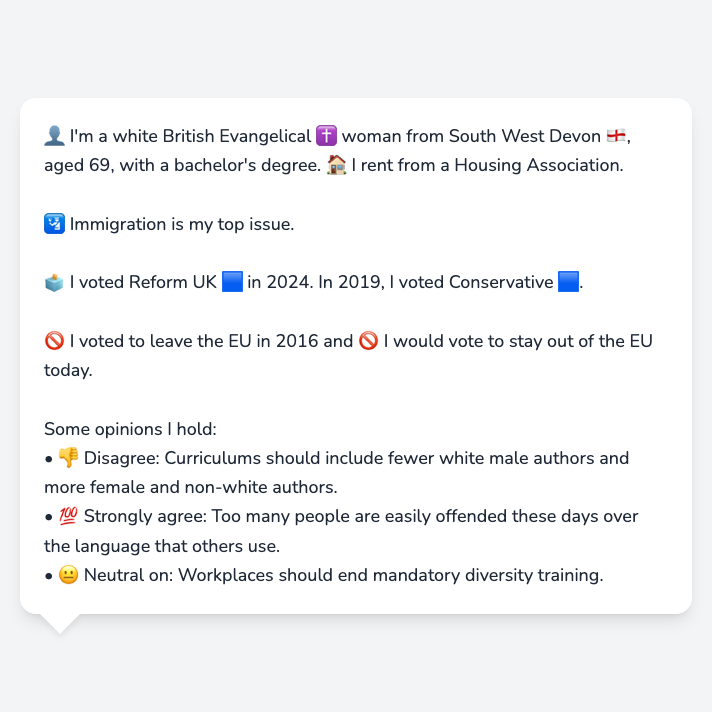 👤 I'm a white British Evangelical ✝️ woman from South West Devon 🏴󠁧󠁢󠁥󠁮󠁧󠁿,
aged 69, with a bachelor's degree. 🏠 I rent from a Housing Association.
🛂 Immigration is my top issue.
🗳️ I voted Reform UK 🟦 in 2024. In 2019, I voted Conservative 🟦.
🚫 I voted to leave the EU in 2016 and 🚫 I would vote to stay out of the EU
today.
Some opinions I hold:
• 👎 Disagree: Curriculums should include fewer white male authors and
more female and non-white authors.
• 💯 Strongly agree: Too many people are easily offended these days over
the language that others use.
• 😐 Neutral on: Workplaces should end mandatory diversity training.